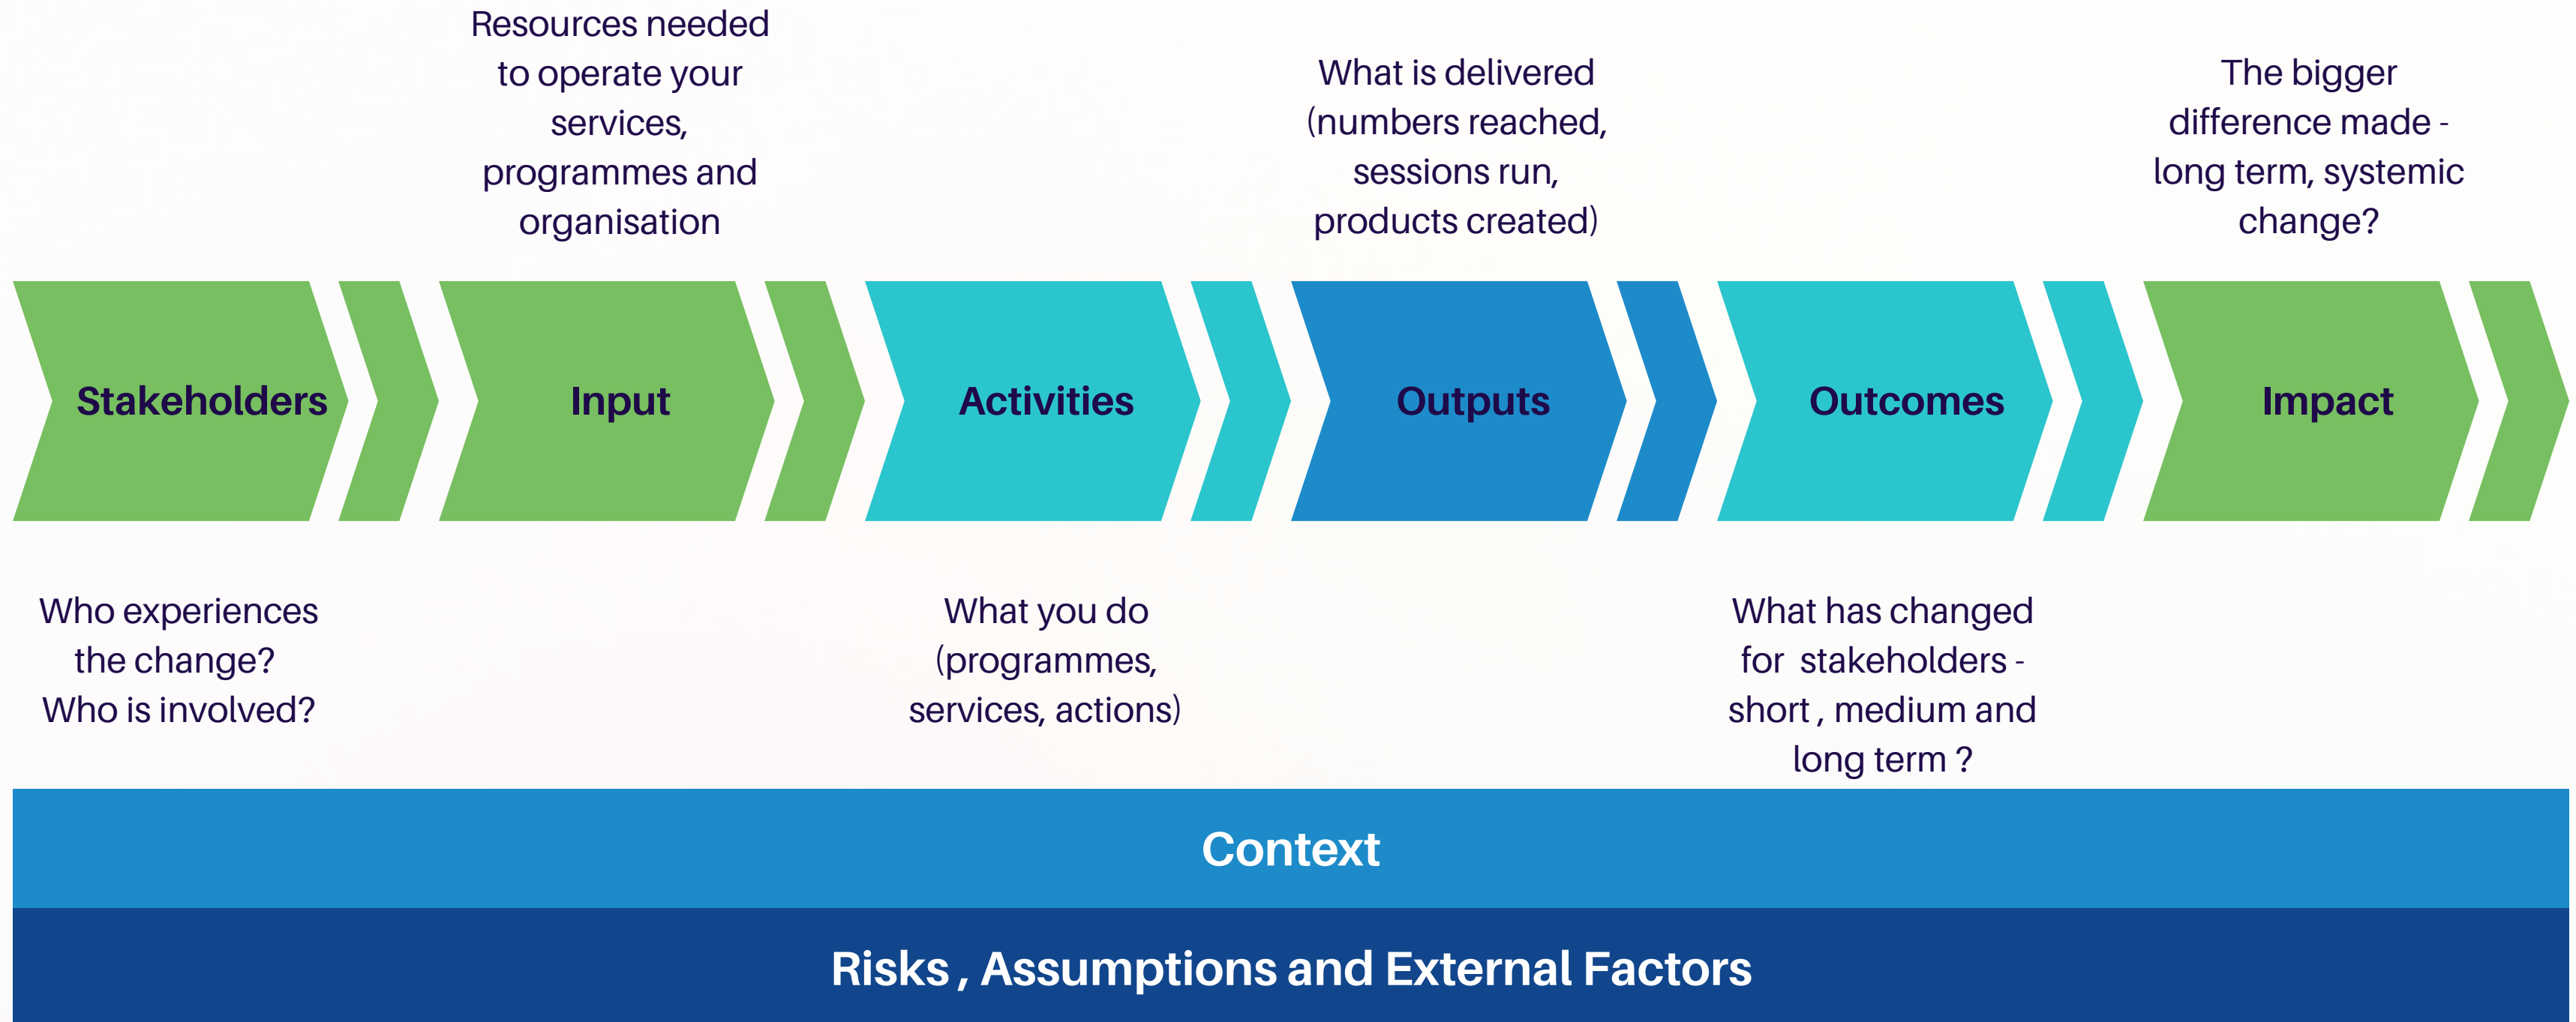 Resources needed
to operate your
services,
programmes and
organisation
What is delivered
(numbers reached,
sessions run,
products created)
The bigger
difference made -
long term, systemic
change?
Stakeholders
Input
Activities
Outputs
Outcomes
Impact
Who experiences
the change?
Who is involved?
What you do
(programmes,
services, actions)
What has changed
for  stakeholders -
short , medium and
long term ?
Context
Risks , Assumptions and External Factors